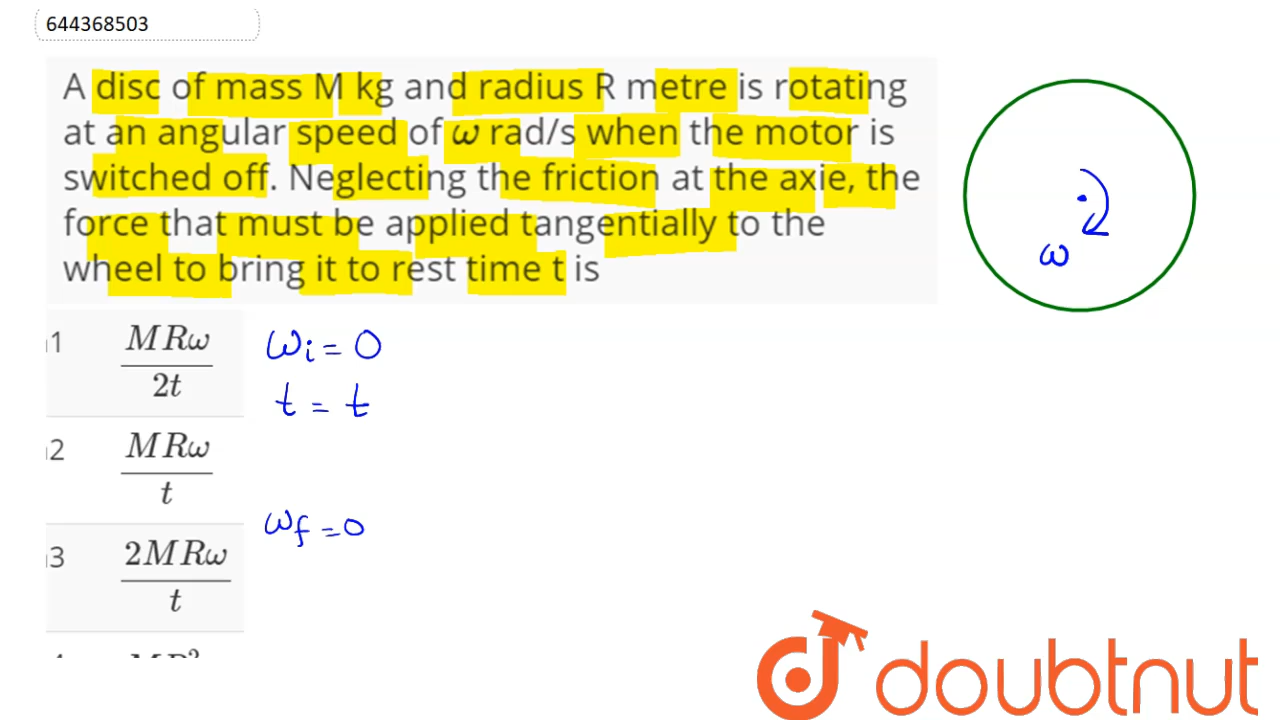 644368503
A disc of mass M kg and radius R metre is rotating
at an angular speed of ω rad/s when the motor is
switched off. Neglecting the friction at the axie, the
force that must be applied tangentially to the
wheel to bring it to rest time t is
ω
1 MRω/2t
ωi = 0
t = t
2 MRω/t
ωf = 0
3 2MRω/t
doubtnut